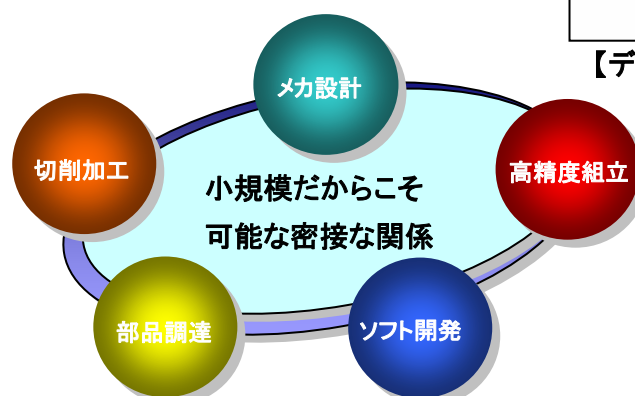 【デ
メカ設計
切削加工
高精度組立
小規模だからこそ
可能な密接な関係
部品調達
ソフト開発